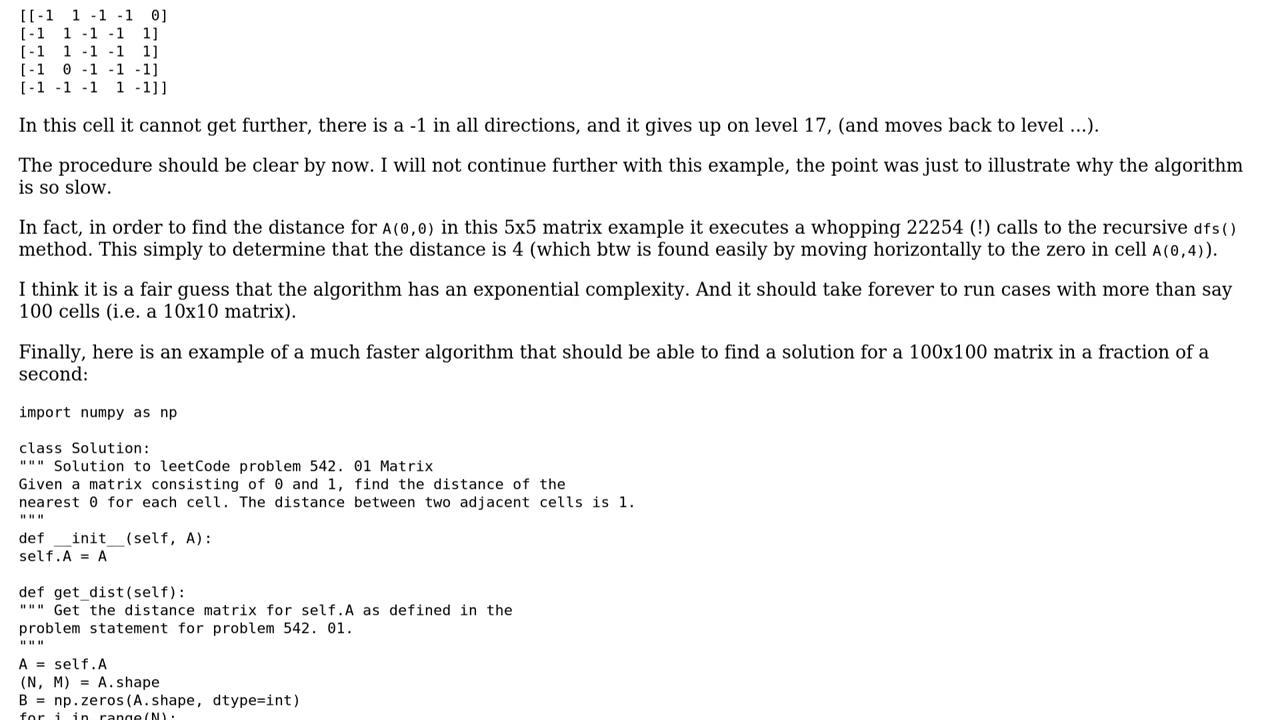 [[-1  1 -1 -1  0]
[-1  1 -1 -1  1]
[-1  1 -1 -1  1]
[-1  0 -1 -1 -1]
[-1 -1 -1  1 -1]]
In this cell it cannot get further, there is a -1 in all directions, and it gives up on level 17, (and moves back to level ...).
The procedure should be clear by now. I will not continue further with this example, the point was just to illustrate why the algorithm
is so slow.
In fact, in order to find the distance for A(0,0) in this 5x5 matrix example it executes a whopping 22254 (!) calls to the recursive dfs()
method. This simply to determine that the distance is 4 (which btw is found easily by moving horizontally to the zero in cell A(0,4)).
I think it is a fair guess that the algorithm has an exponential complexity. And it should take forever to run cases with more than say
100 cells (i.e. a 10x10 matrix).
Finally, here is an example of a much faster algorithm that should be able to find a solution for a 100x100 matrix in a fraction of a
second:
import numpy as np
class Solution:
""" Solution to leetCode problem 542. 01 Matrix
Given a matrix consisting of 0 and 1, find the distance of the
nearest 0 for each cell. The distance between two adjacent cells is 1.
"""
def __init__(self, A):
self.A = A
def get_dist(self):
""" Get the distance matrix for self.A as defined in the
problem statement for problem 542. 01.
"""
A = self.A
(N, M) = A.shape
B = np.zeros(A.shape, dtype=int)
for i in range(N):